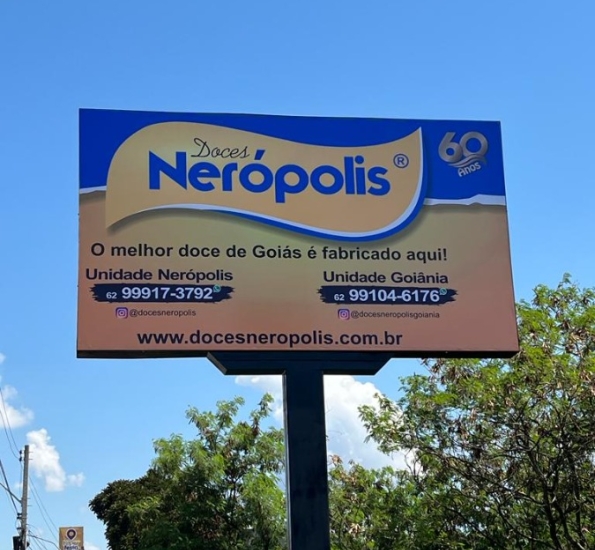 Doces
Nerópolis®
60
Anos
O melhor doce de Goiás é fabricado aqui!
Unidade Nerópolis
62 99917-3792
@docesneropolis
Unidade Goiânia
62 99104-6176
@docesneropolisgoiania
www.docesneropolis.com.br